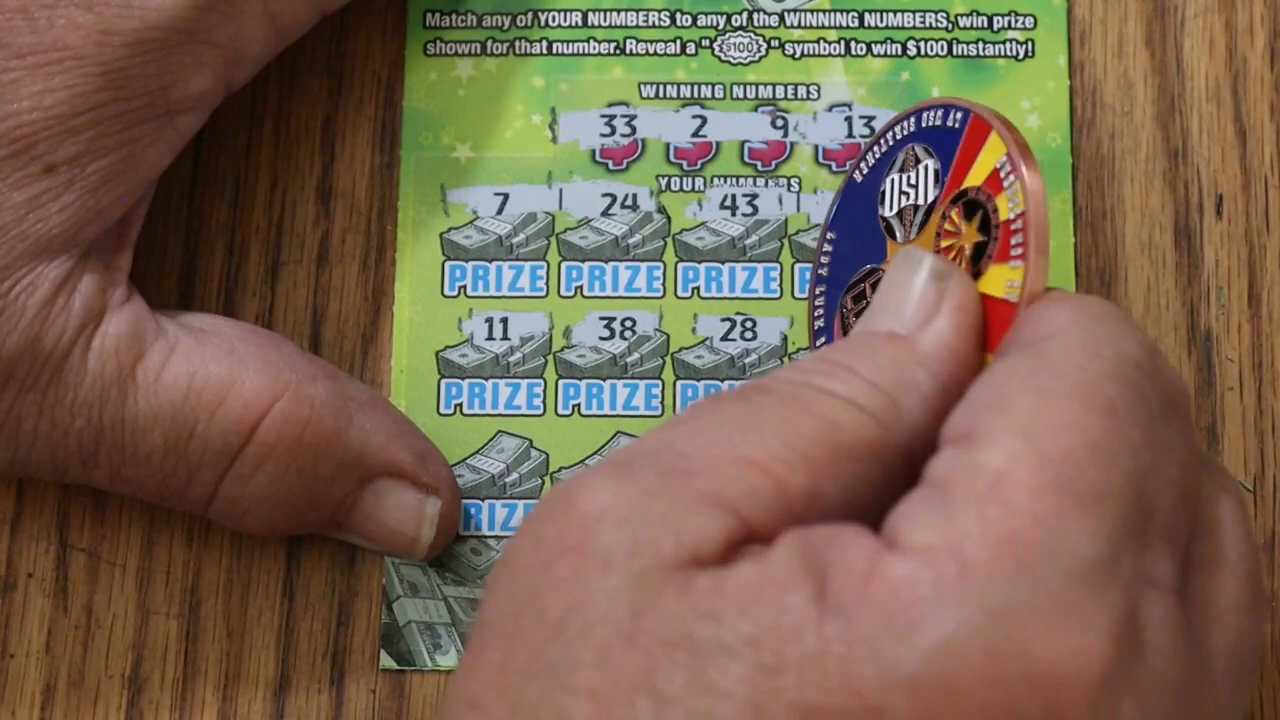 Match any of YOUR NUMBERS to any of the WINNING NUMBERS, win prize
shown for that number. Reveal a "$100" symbol to win $100 instantly!
WINNING NUMBERS
33 2 9 13
YOUR NUMBERS
7 24 43
PRIZE PRIZE PRIZE
11 38 28
PRIZE PRIZE
LADY LUCK